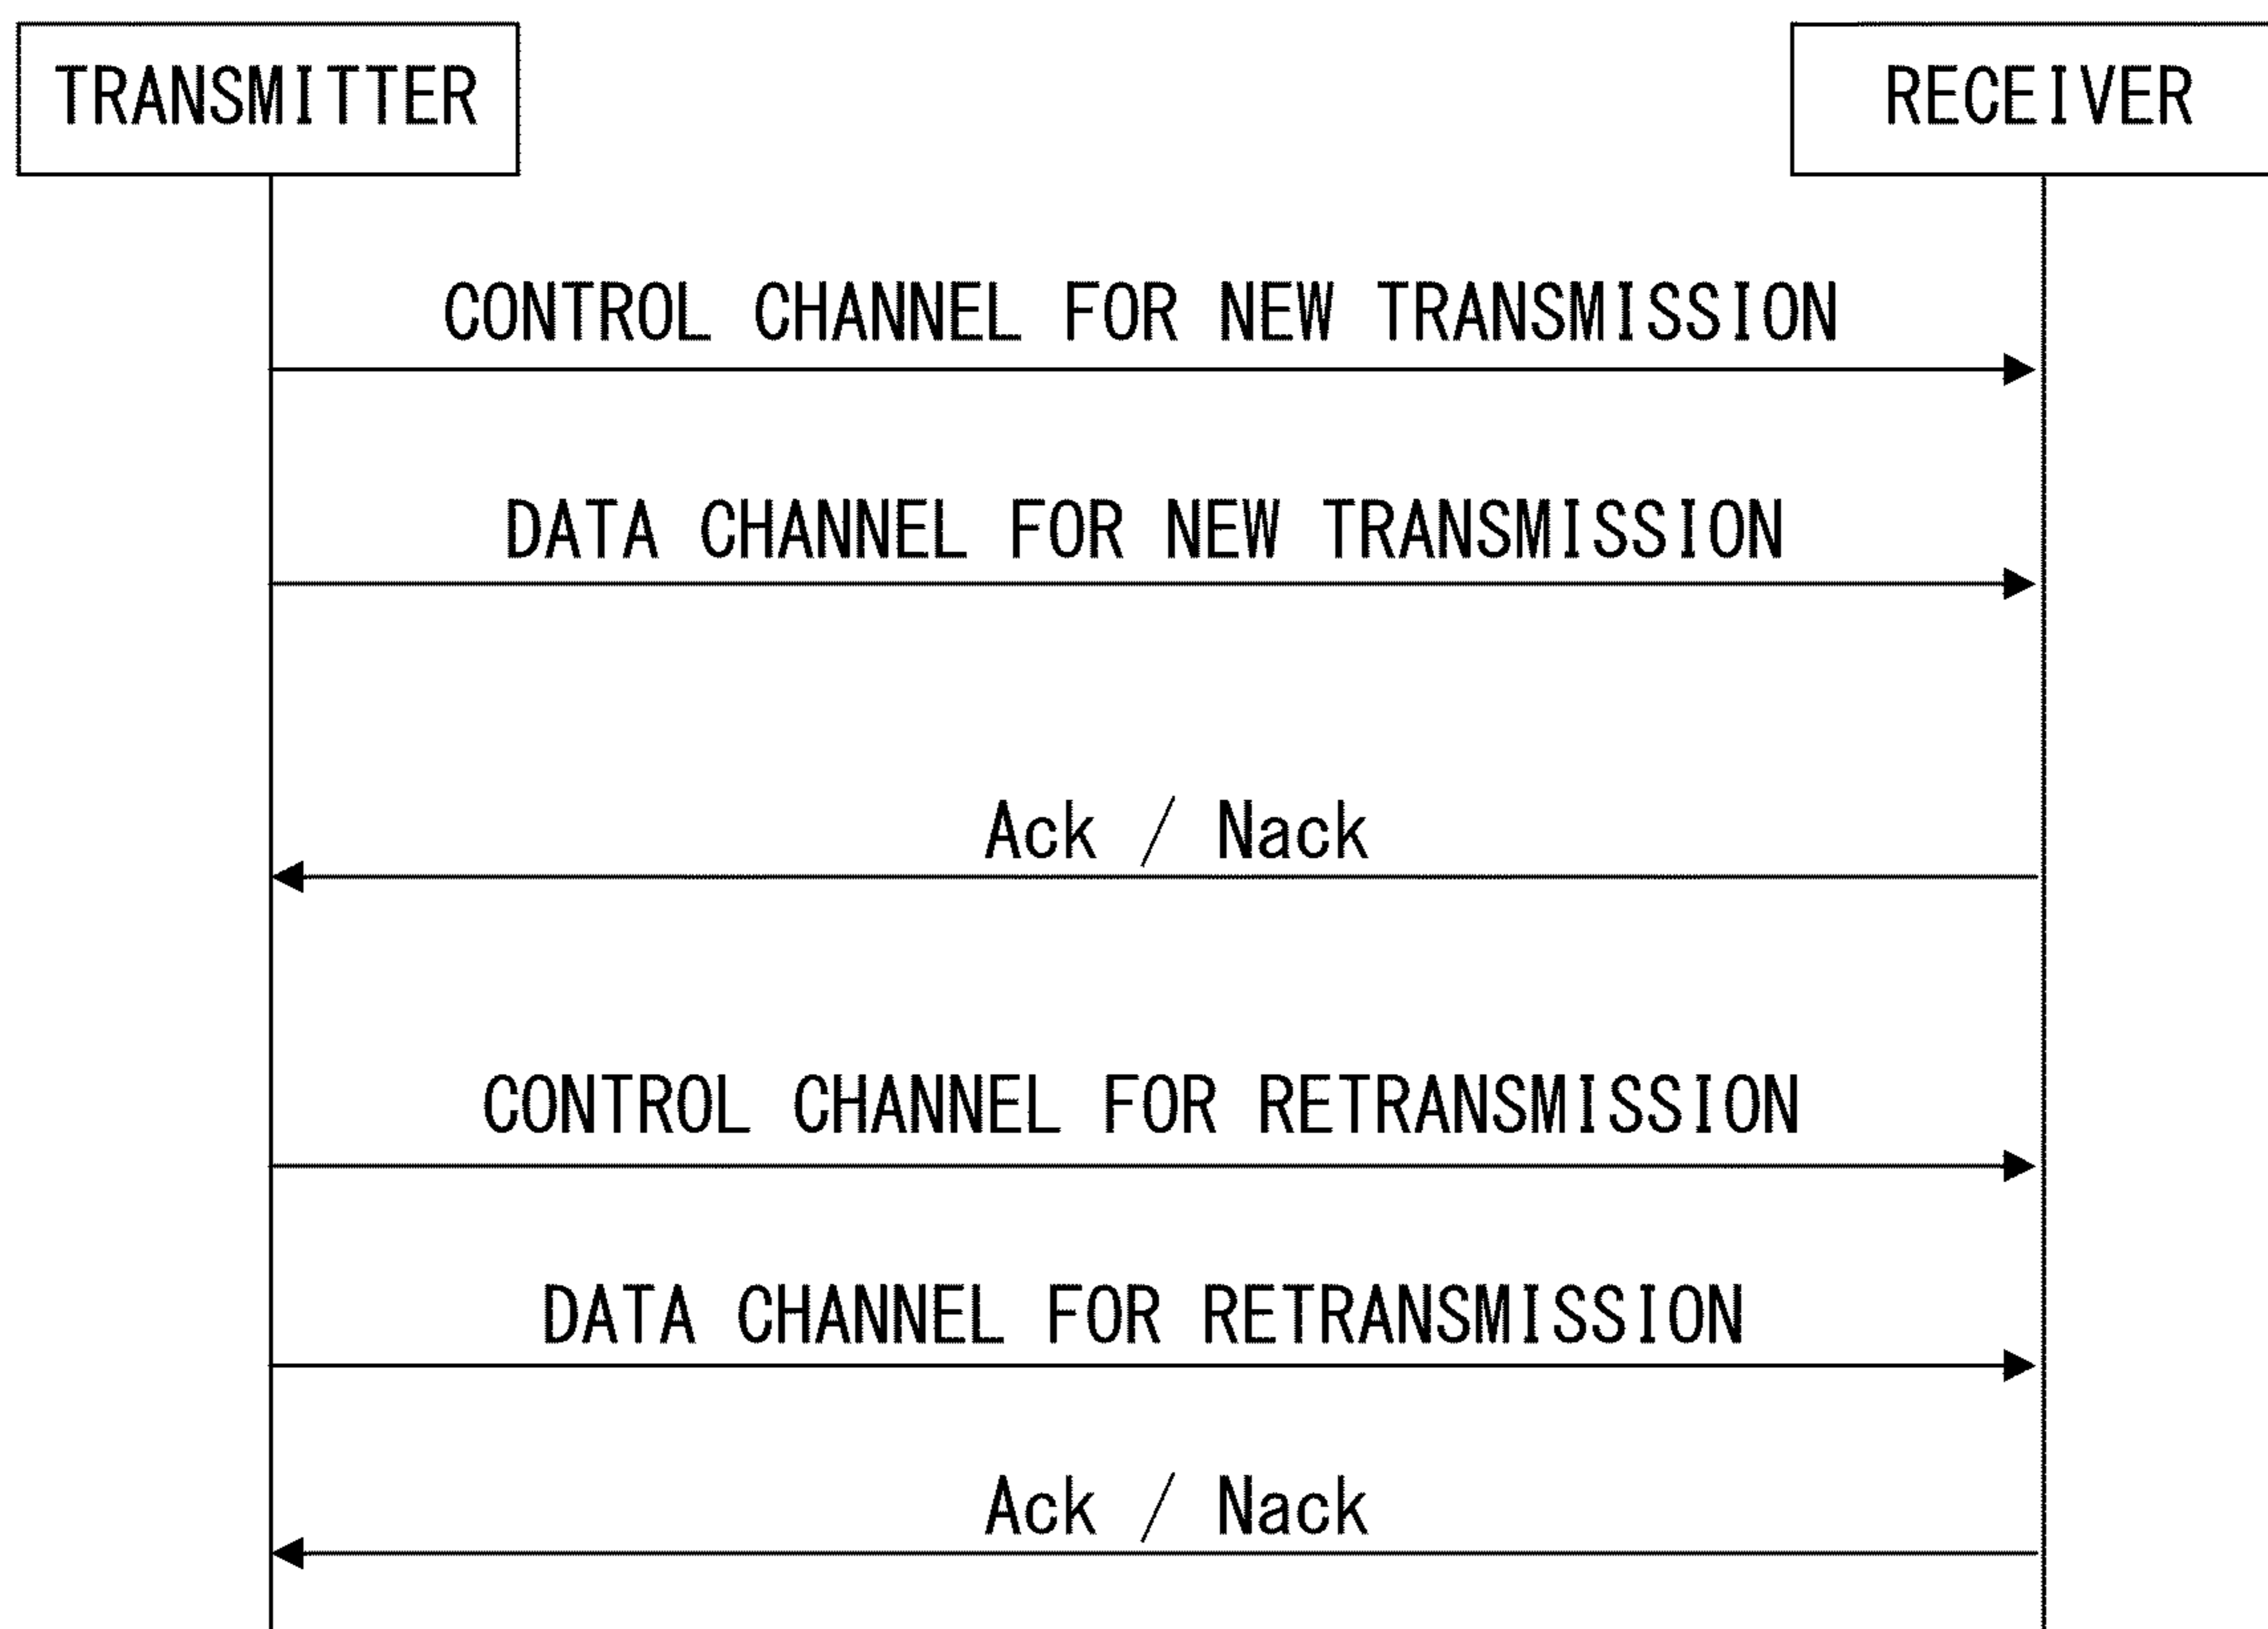 TRANSMITTER
RECEIVER
CONTROL CHANNEL FOR NEW TRANSMISSION
DATA CHANNEL FOR NEW TRANSMISSION
Ack / Nack
CONTROL CHANNEL FOR RETRANSMISSION
DATA CHANNEL FOR RETRANSMISSION
Ack / Nack